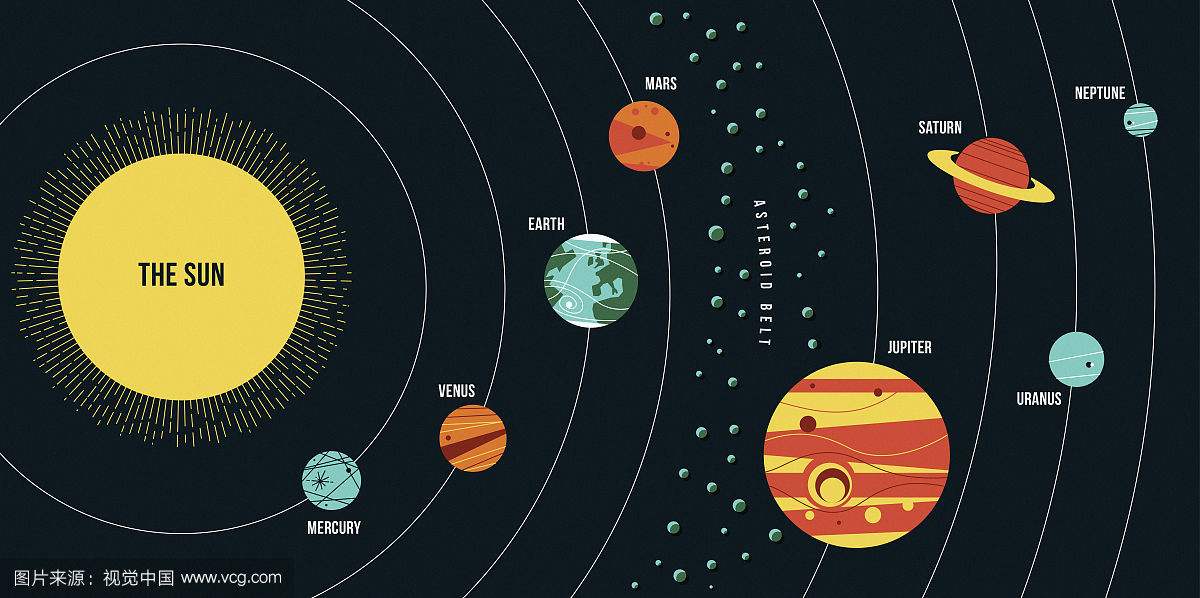 THE SUN
MERCURY
VENUS
EARTH
MARS
ASTEROID BELT
JUPITER
SATURN
URANUS
NEPTUNE
图片来源：视觉中国 www.vcg.com